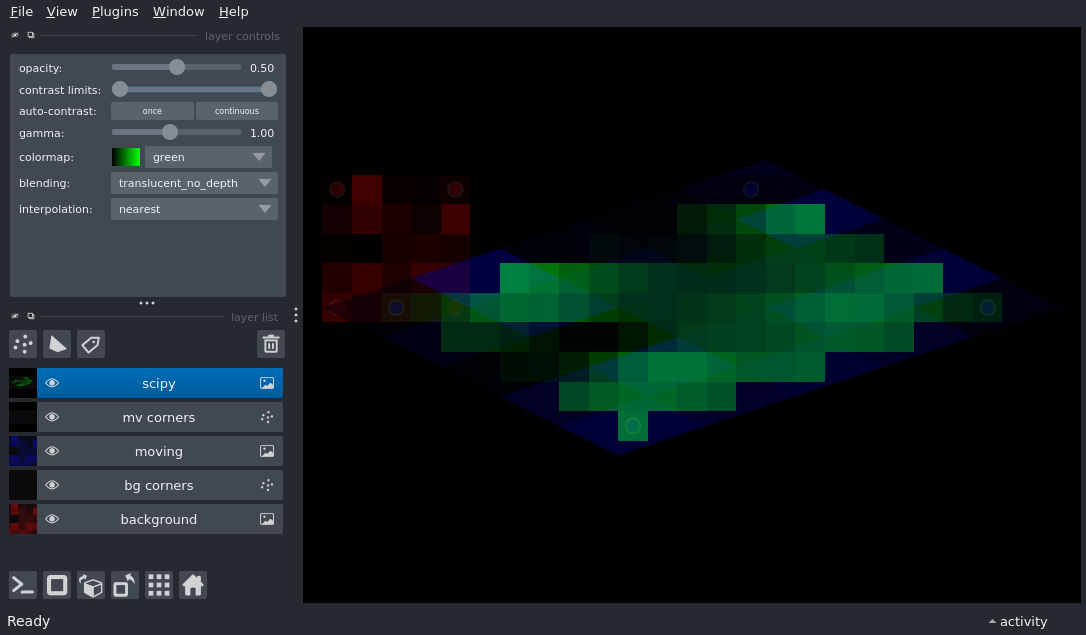 File View Plugins Window Help
layer controls
opacity: 0.50
contrast limits:
auto-contrast: once continuous
gamma: 1.00
colormap: green
blending: translucent_no_depth
interpolation: nearest
layer list
scipy
mv corners
moving
bg corners
background
Ready
activity